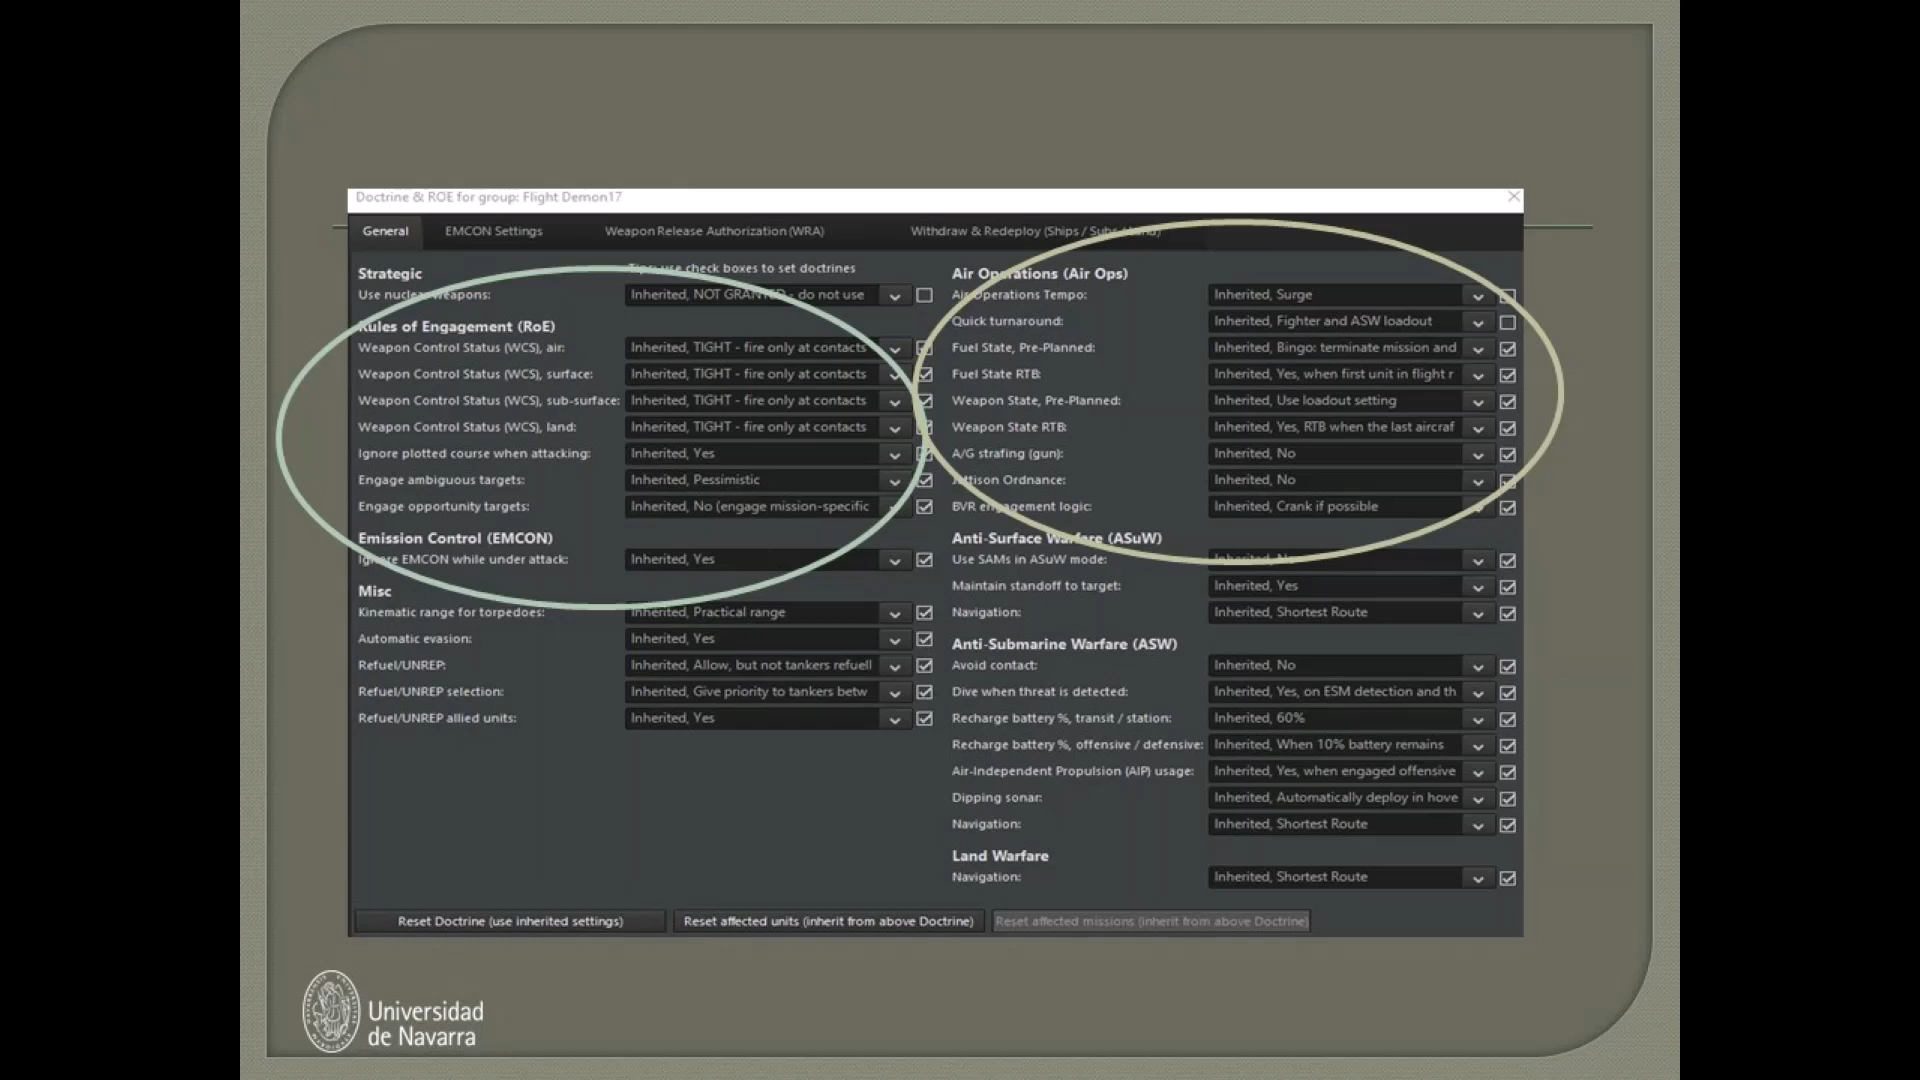 Doctrine & ROE for group: Flight Demon17
General EMCON Settings Weapon Release Authorization (WRA) Withdraw & Redeploy (Ships / Subs / Land)
Tips: use check boxes to set doctrines
Strategic
Use nuclear weapons: Inherited, NOT GRANTED - do not use
Rules of Engagement (RoE)
Weapon Control Status (WCS), air: Inherited, TIGHT - fire only at contacts
Weapon Control Status (WCS), surface: Inherited, TIGHT - fire only at contacts
Weapon Control Status (WCS), sub-surface: Inherited, TIGHT - fire only at contacts
Weapon Control Status (WCS), land: Inherited, TIGHT - fire only at contacts
Ignore plotted course when attacking: Inherited, Yes
Engage ambiguous targets: Inherited, Pessimistic
Engage opportunity targets: Inherited, No (engage mission-specific
Emission Control (EMCON)
Ignore EMCON while under attack: Inherited, Yes
Misc
Kinematic range for torpedoes: Inherited, Practical range
Automatic evasion: Inherited, Yes
Refuel/UNREP: Inherited, Allow, but not tankers refuell
Refuel/UNREP selection: Inherited, Give priority to tankers betw
Refuel/UNREP allied units: Inherited, Yes
Air Operations (Air Ops)
Air Operations Tempo: Inherited, Surge
Quick turnaround: Inherited, Fighter and ASW loadout
Fuel State, Pre-Planned: Inherited, Bingo: terminate mission and
Fuel State RTB: Inherited, Yes, when first unit in flight r
Weapon State, Pre-Planned: Inherited, Use loadout setting
Weapon State RTB: Inherited, Yes, RTB when the last aircraf
A/G strafing (gun): Inherited, No
Jettison Ordnance: Inherited, No
BVR engagement logic: Inherited, Crank if possible
Anti-Surface Warfare (ASuW)
Use SAMs in ASuW mode: Inherited, No
Maintain standoff to target: Inherited, Yes
Navigation: Inherited, Shortest Route
Anti-Submarine Warfare (ASW)
Avoid contact: Inherited, No
Dive when threat is detected: Inherited, Yes, on ESM detection and th
Recharge battery %, transit / station: Inherited, 60%
Recharge battery %, offensive / defensive: Inherited, When 10% battery remains
Air-Independent Propulsion (AIP) usage: Inherited, Yes, when engaged offensive
Dipping sonar: Inherited, Automatically deploy in hove
Navigation: Inherited, Shortest Route
Land Warfare
Navigation: Inherited, Shortest Route
Reset Doctrine (use inherited settings) Reset affected units (inherit from above Doctrine) Reset affected missions (inherit from above Doctrine)
Universidad
de Navarra